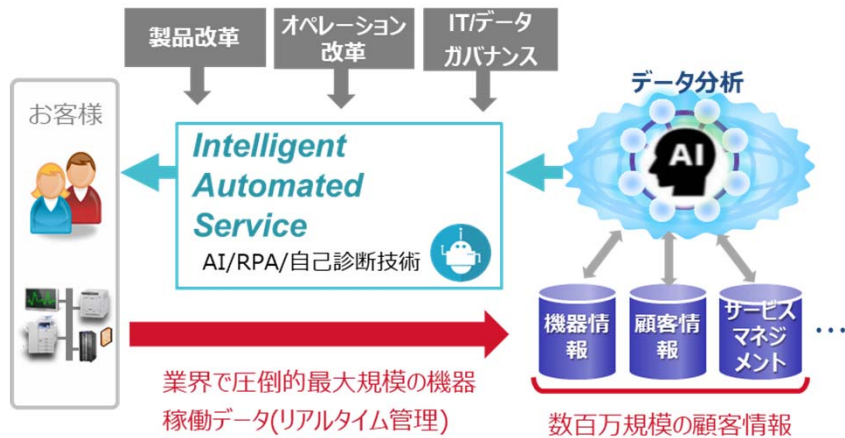 製品改革
オペレーション
改革
IT/データ
ガバナンス
お客様
データ分析
AI
Intelligent
Automated
Service
AI/RPA/自己診断技術
機器情
報
顧客情
報
サービス
マネジ
メント
…
業界で圧倒的最大規模の機器
稼働データ(リアルタイム管理)
数百万規模の顧客情報